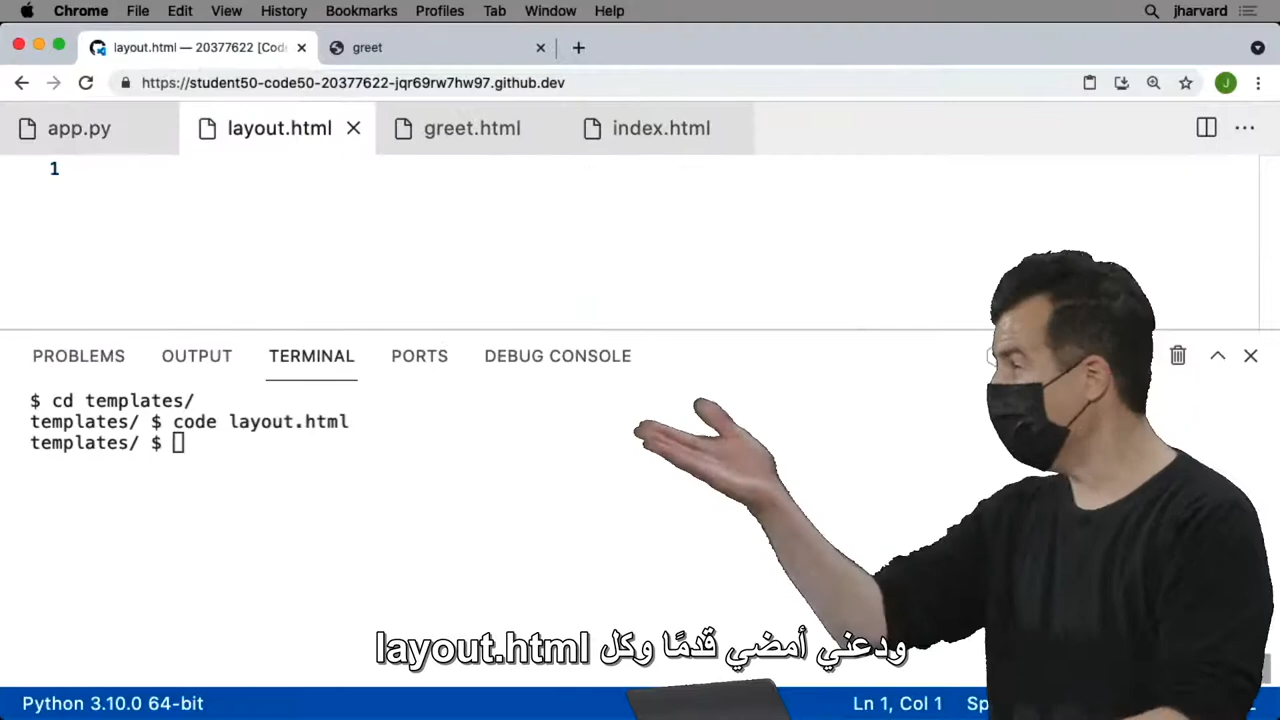 Chrome File Edit View History Bookmarks Profiles Tab Window Help jharvard
layout.html — 20377622 [Cod greet
https://student50-code50-20377622-jqr69rw7hw97.github.dev J
app.py layout.html greet.html index.html
1
PROBLEMS OUTPUT TERMINAL PORTS DEBUG CONSOLE
$ cd templates/
templates/ $ code layout.html
templates/ $
ودعني أمضي قدمًا وكل layout.html
Python 3.10.0 64-bit Ln 1, Col 1